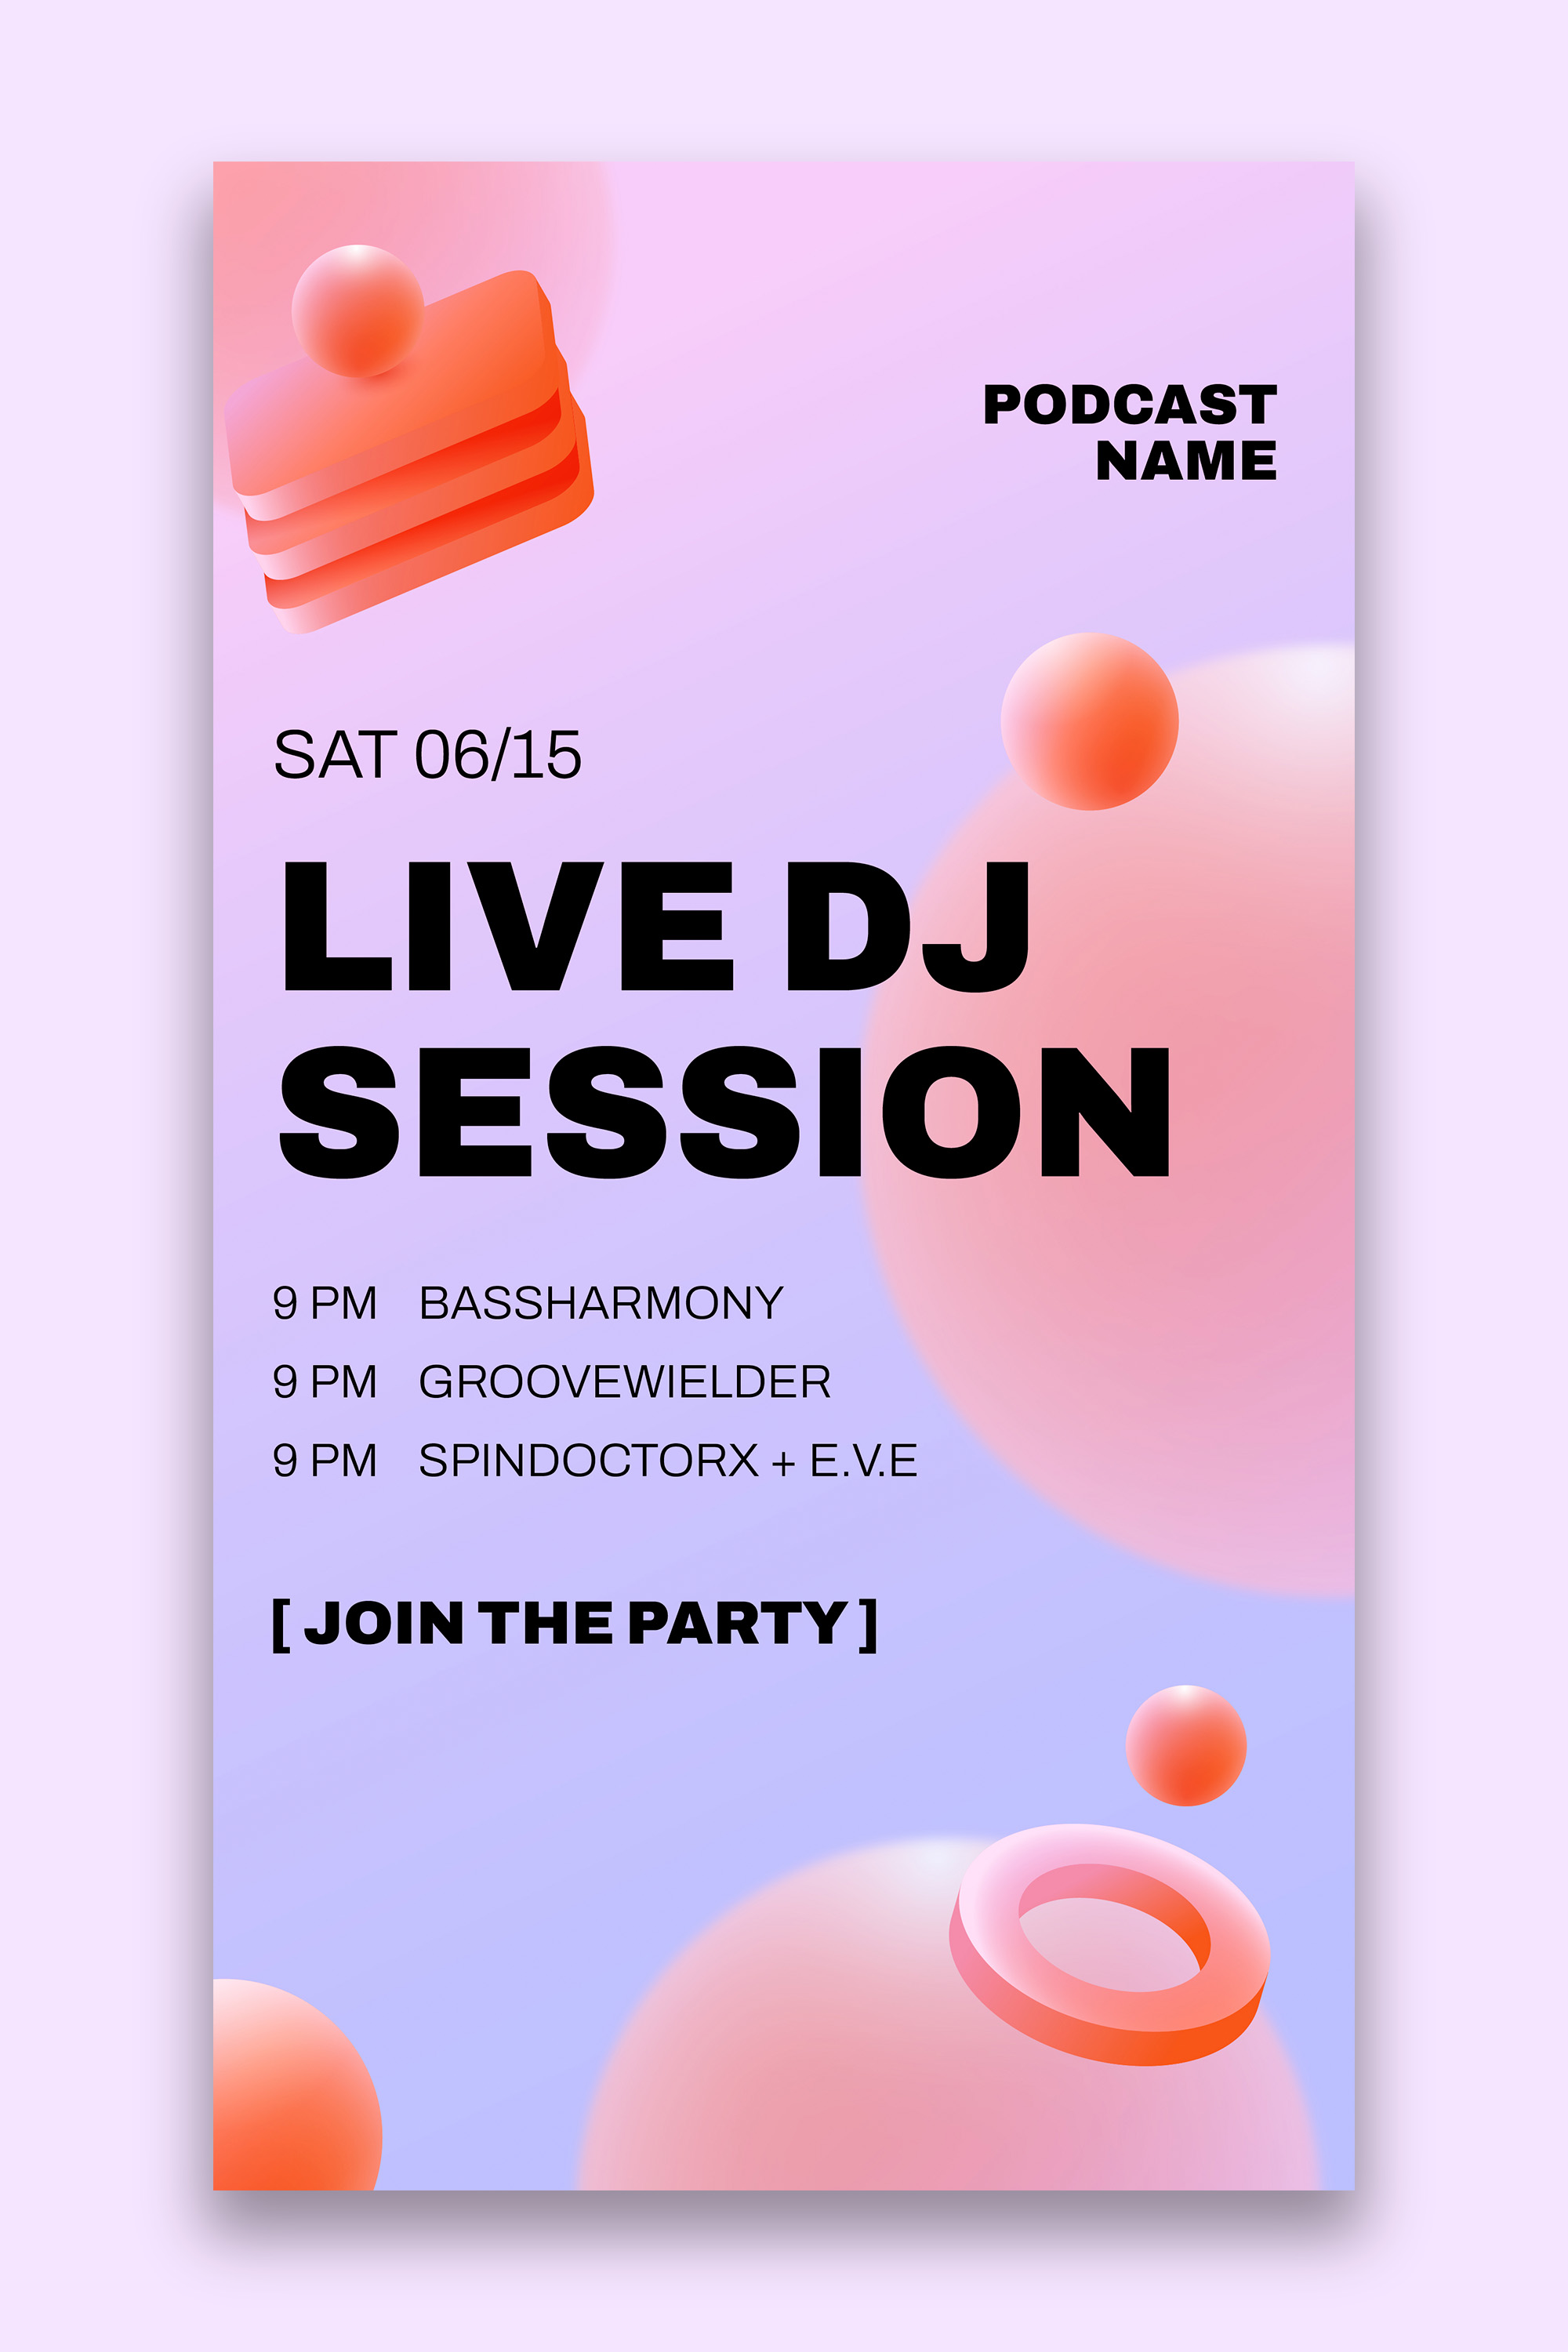 PODCAST
NAME
SAT 06/15
LIVE DJ
SESSION
9 PM BASSHARMONY
9 PM GROOVEWIELDER
9 PM SPINDOCTORX + E.V.E
[ JOIN THE PARTY ]